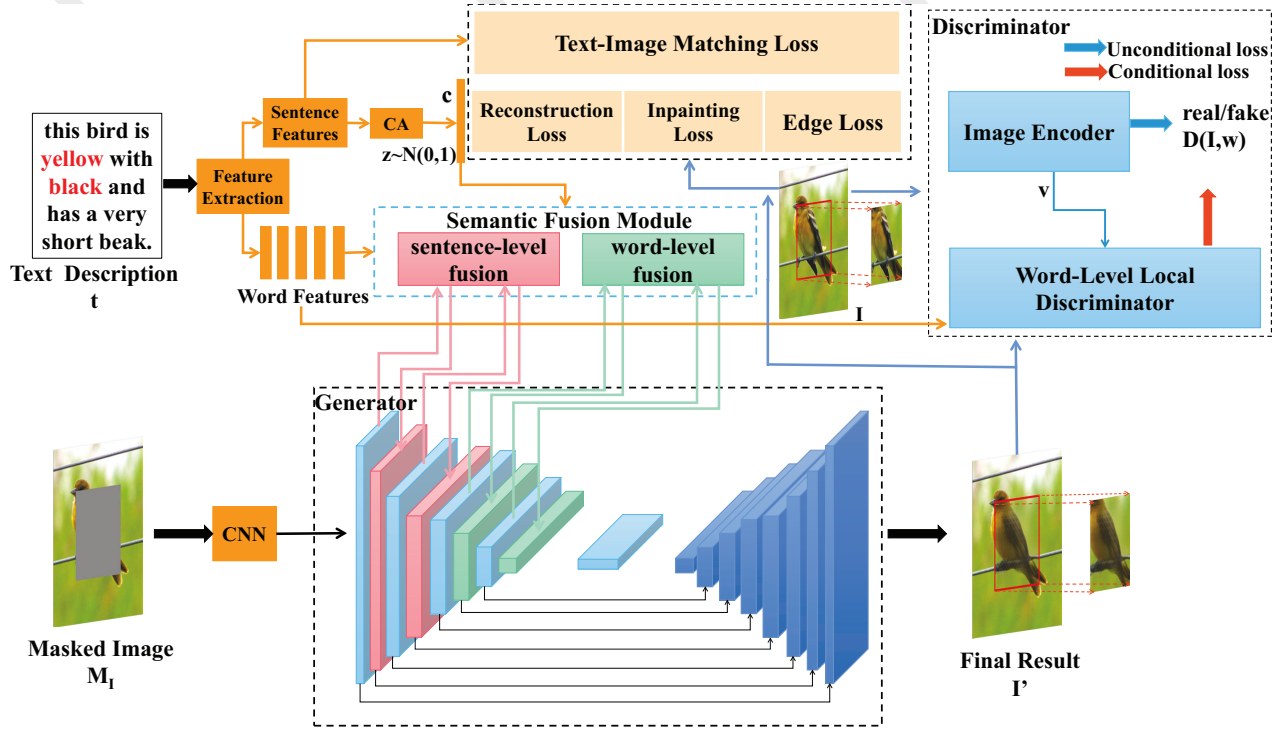 this bird is
yellow with
black and
has a very
short beak.
Text Description
t
Feature
Extraction
Sentence
Features
CA
c
z~N(0,1)
Word Features
Text-Image Matching Loss
Reconstruction
Loss
Inpainting
Loss
Edge Loss
Semantic Fusion Module
sentence-level
fusion
word-level
fusion
I
Discriminator
Unconditional loss
Conditional loss
Image Encoder
real/fake
D(I,w)
v
Word-Level Local
Discriminator
Generator
CNN
Masked Image
M_I
Final Result
I’